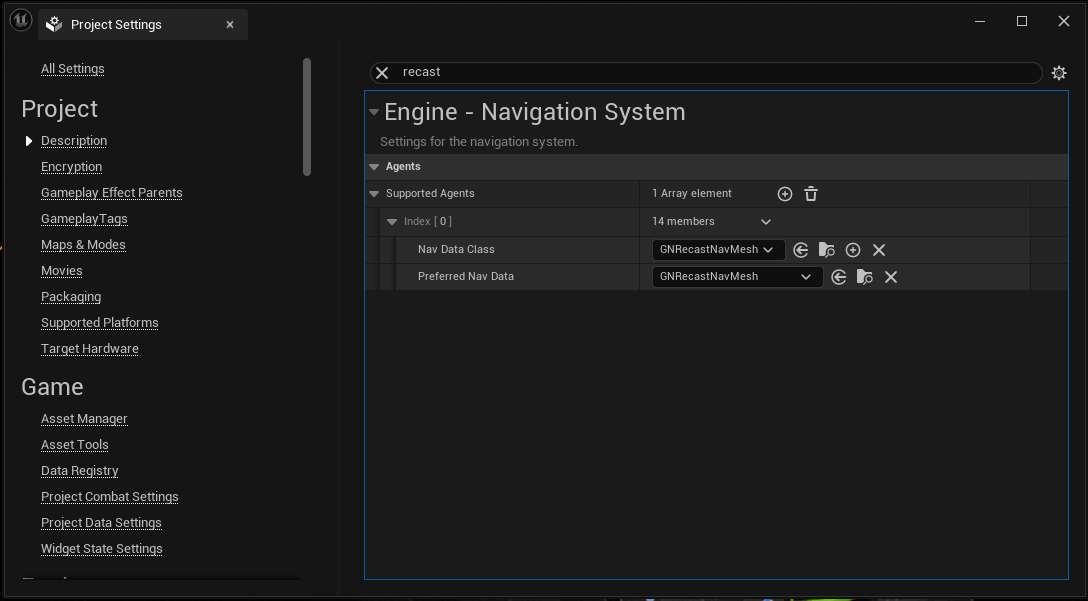 Project Settings
All Settings
Project
Description
Encryption
Gameplay Effect Parents
GameplayTags
Maps & Modes
Movies
Packaging
Supported Platforms
Target Hardware
Game
Asset Manager
Asset Tools
Data Registry
Project Combat Settings
Project Data Settings
Widget State Settings
recast
Engine - Navigation System
Settings for the navigation system.
Agents
Supported Agents 1 Array element
Index [ 0 ] 14 members
Nav Data Class GNRecastNavMesh
Preferred Nav Data GNRecastNavMesh